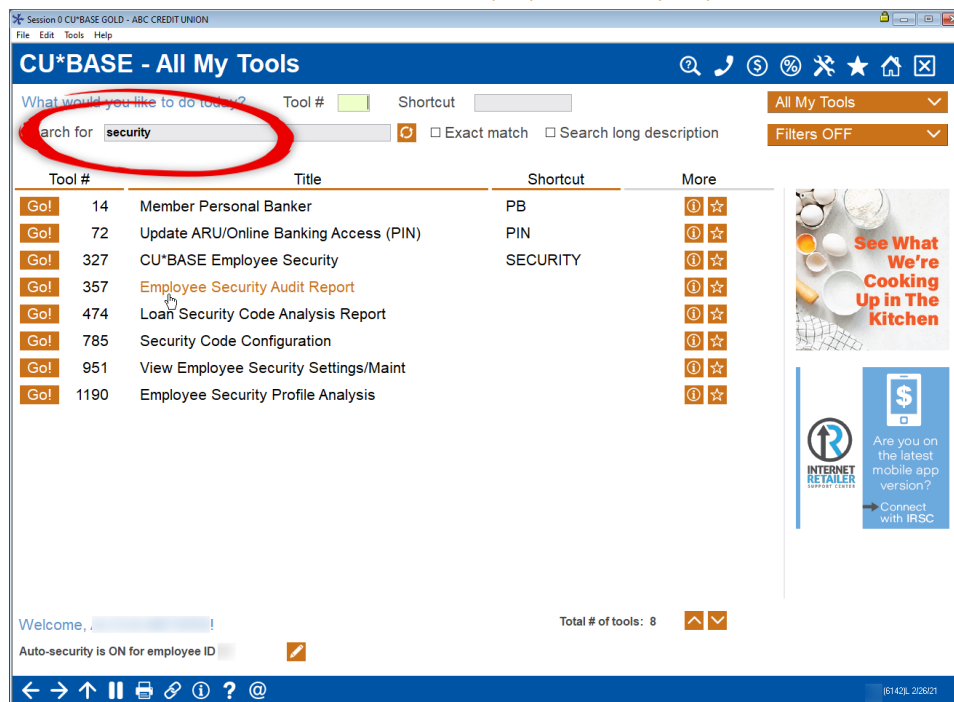 Session 0 CU*BASE GOLD - ABC CREDIT UNION
File Edit Tools Help
CU*BASE - All My Tools
What would you like to do today? Tool # Shortcut All My Tools
Search for security Exact match Search long description Filters OFF
Tool # Title Shortcut More
Go! 14 Member Personal Banker PB
Go! 72 Update ARU/Online Banking Access (PIN) PIN
Go! 327 CU*BASE Employee Security SECURITY
Go! 357 Employee Security Audit Report
Go! 474 Loan Security Code Analysis Report
Go! 785 Security Code Configuration
Go! 951 View Employee Security Settings/Maint
Go! 1190 Employee Security Profile Analysis
See What
We're
Cooking
Up in The
Kitchen
INTERNET
RETAILER
SUPPORT CENTER
Are you on
the latest
mobile app
version?
Connect
with IRSC
Welcome, !
Total # of tools: 8
Auto-security is ON for employee ID
(6142)L 2/26/21